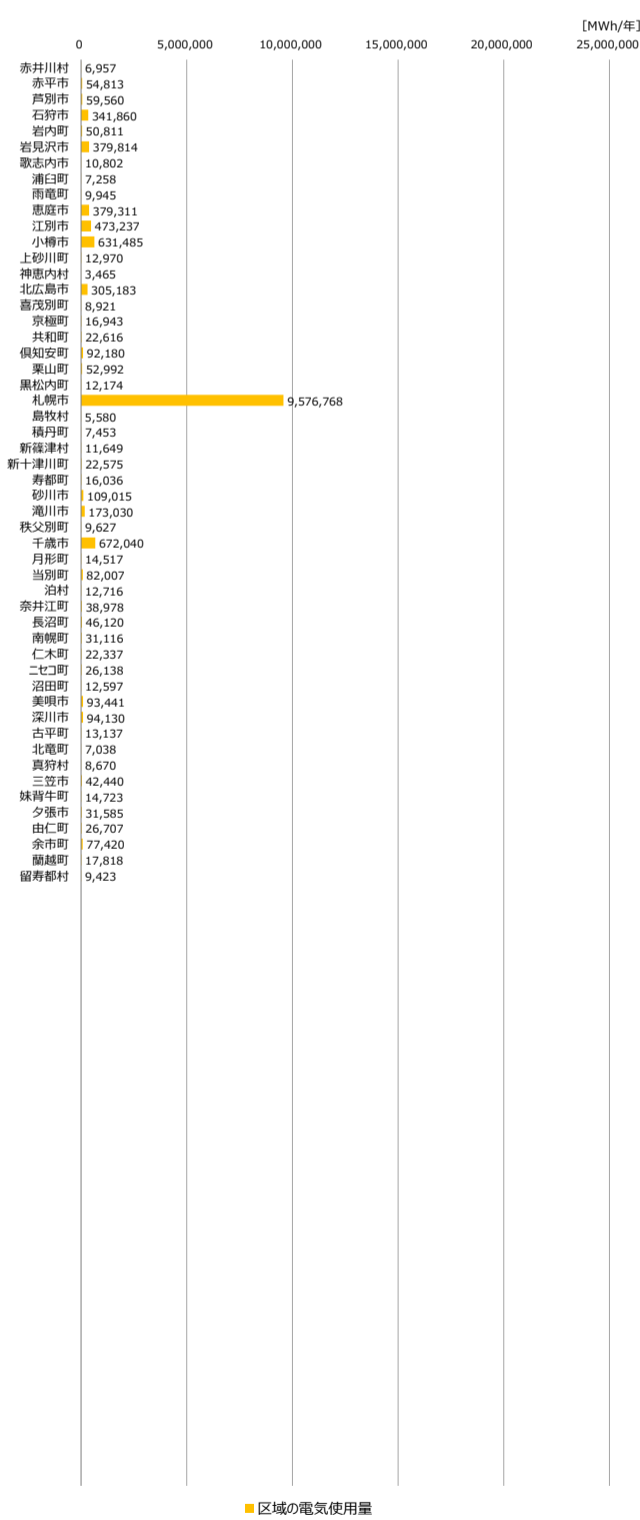 [MWh/年]
0 5,000,000 10,000,000 15,000,000 20,000,000 25,000,000
赤井川村 6,957
赤平市 54,813
芦別市 59,560
石狩市 341,860
岩内町 50,811
岩見沢市 379,814
歌志内市 10,802
浦臼町 7,258
雨竜町 9,945
恵庭市 379,311
江別市 473,237
小樽市 631,485
上砂川町 12,970
神恵内村 3,465
北広島市 305,183
喜茂別町 8,921
京極町 16,943
共和町 22,616
倶知安町 92,180
栗山町 52,992
黒松内町 12,174
札幌市 9,576,768
島牧村 5,580
積丹町 7,453
新篠津村 11,649
新十津川町 22,575
寿都町 16,036
砂川市 109,015
滝川市 173,030
秩父別町 9,627
千歳市 672,040
月形町 14,517
当別町 82,007
泊村 12,716
奈井江町 38,978
長沼町 46,120
南幌町 31,116
仁木町 22,337
ニセコ町 26,138
沼田町 12,597
美唄市 93,441
深川市 94,130
古平町 13,137
北竜町 7,038
真狩村 8,670
三笠市 42,440
妹背牛町 14,723
夕張市 31,585
由仁町 26,707
余市町 77,420
蘭越町 17,818
留寿都村 9,423
区域の電気使用量